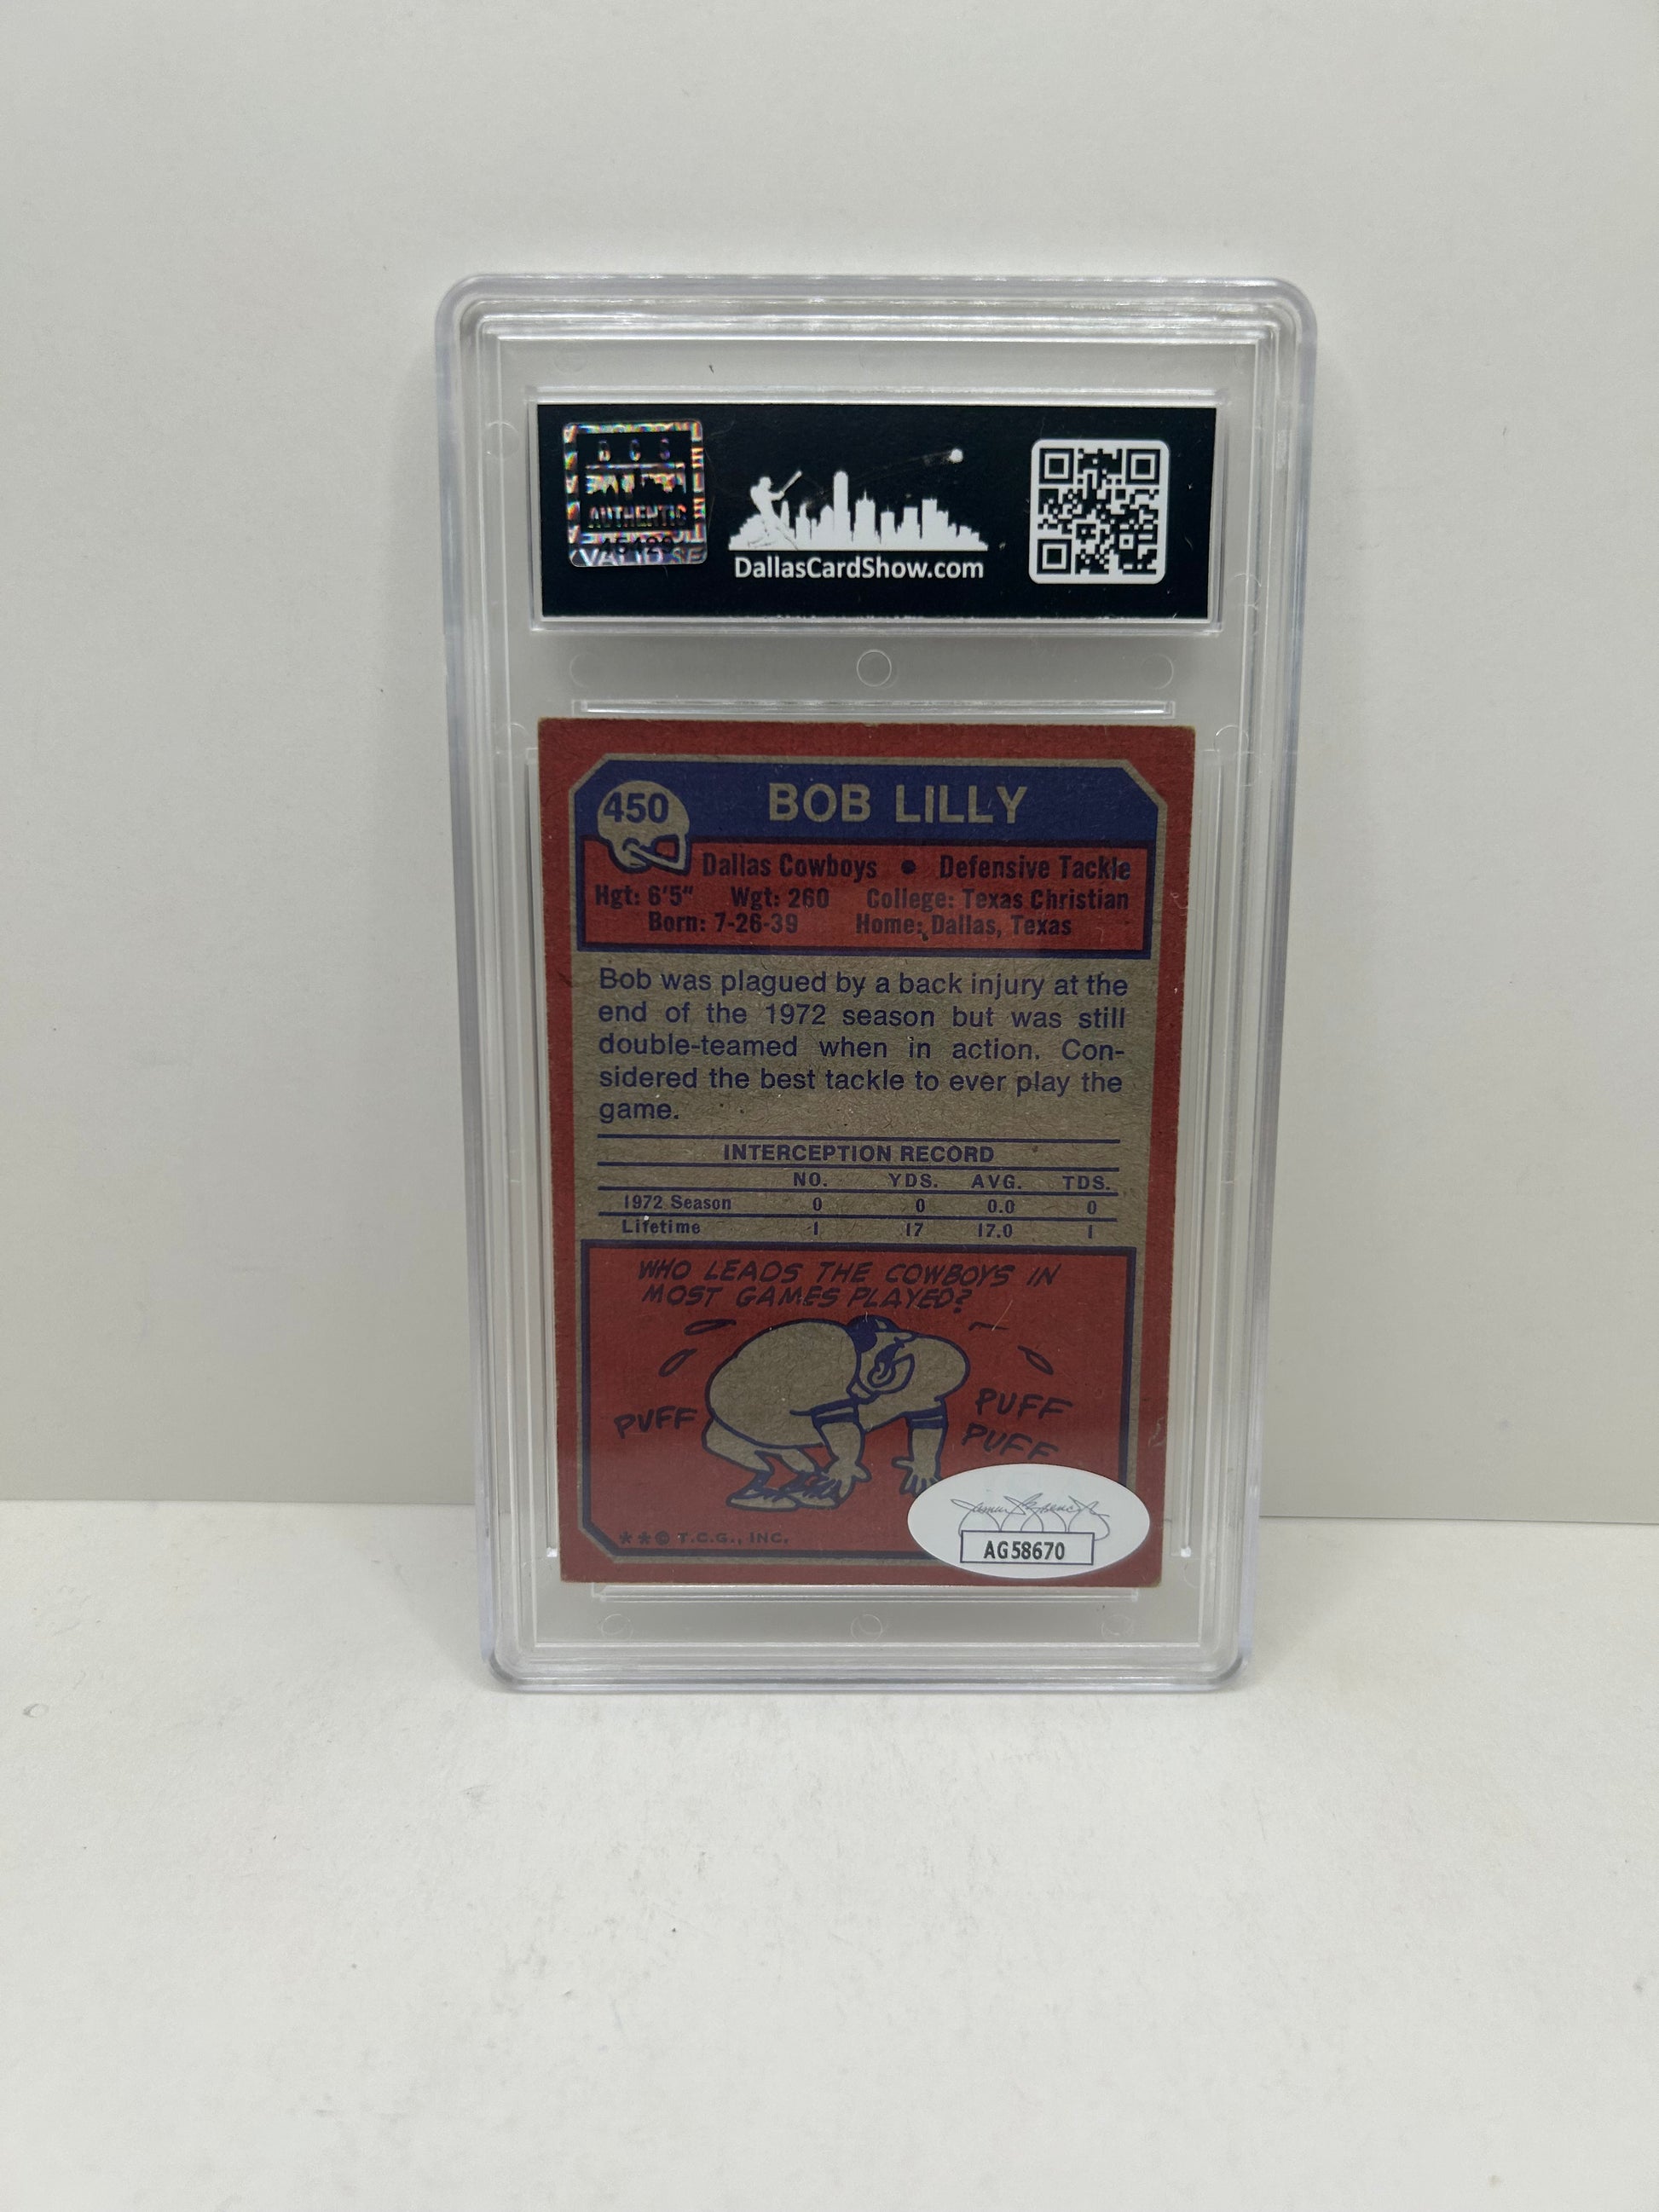 D C S
AUTHENTIC
DallasCardShow.com
450
BOB LILLY
Dallas Cowboys • Defensive Tackle
Hgt: 6'5" Wgt: 260 College: Texas Christian
Born: 7-26-39 Home: Dallas, Texas
Bob was plagued by a back injury at the
end of the 1972 season but was still
double-teamed when in action. Con-
sidered the best tackle to ever play the
game.
INTERCEPTION RECORD
NO. YDS. AVG. TDS.
1972 Season 0 0 0.0 0
Lifetime 1 17 17.0 1
WHO LEADS THE COWBOYS IN
MOST GAMES PLAYED?
PUFF
PUFF
PUFF
**© T.C.G., INC.
AG58670